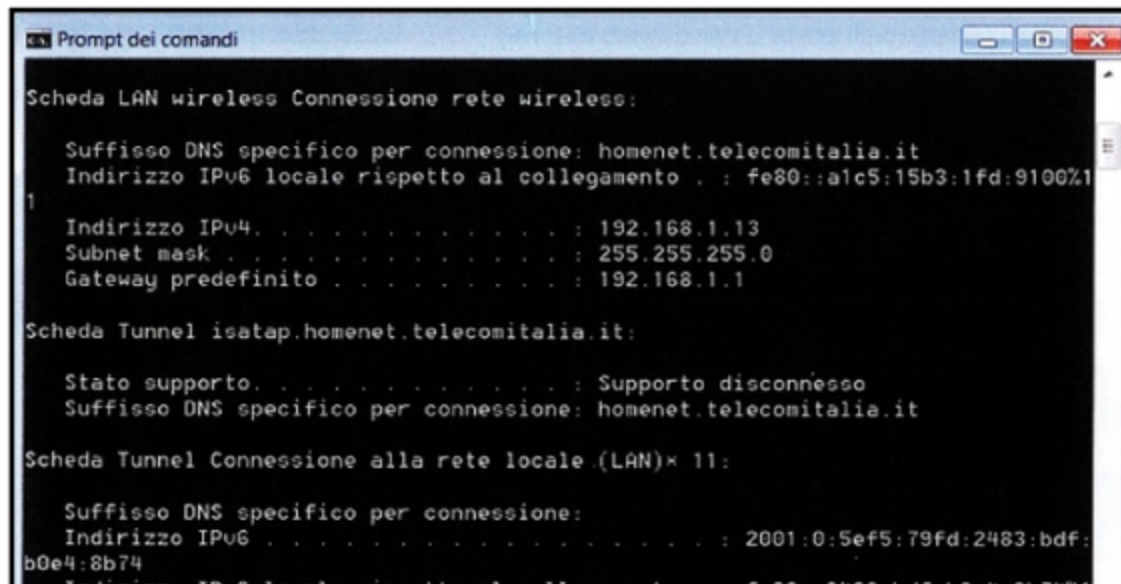 Prompt dei comandi
Scheda LAN wireless Connessione rete wireless:
Suffisso DNS specifico per connessione: homenet.telecomitalia.it
Indirizzo IPv6 locale rispetto al collegamento . : fe80::a1c5:15b3:1fd:9100%1
1
Indirizzo IPv4. . . . . . . . . . . . . : 192.168.1.13
Subnet mask . . . . . . . . . . . . . . : 255.255.255.0
Gateway predefinito . . . . . . . . . : 192.168.1.1
Scheda Tunnel isatap.homenet.telecomitalia.it:
Stato supporto. . . . . . . . . . . . . : Supporto disconnesso
Suffisso DNS specifico per connessione: homenet.telecomitalia.it
Scheda Tunnel Connessione alla rete locale (LAN)* 11:
Suffisso DNS specifico per connessione:
Indirizzo IPv6 . . . . . . . . . . . . . . . . . . : 2001:0:5ef5:79fd:2483:bdf:
b0e4:8b74